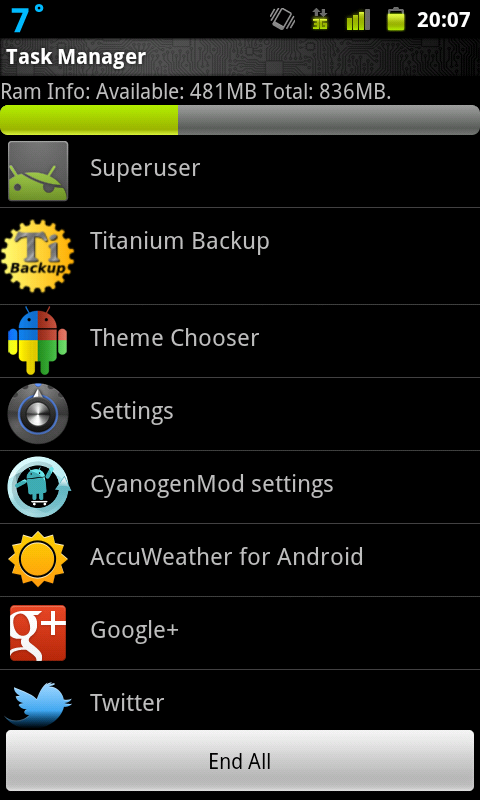 7°
3G
20:07
Task Manager
Ram Info: Available: 481MB Total: 836MB.
Superuser
Ti
Backup
Titanium Backup
Theme Chooser
Settings
CyanogenMod settings
AccuWeather for Android
g+
Google+
Twitter
End All